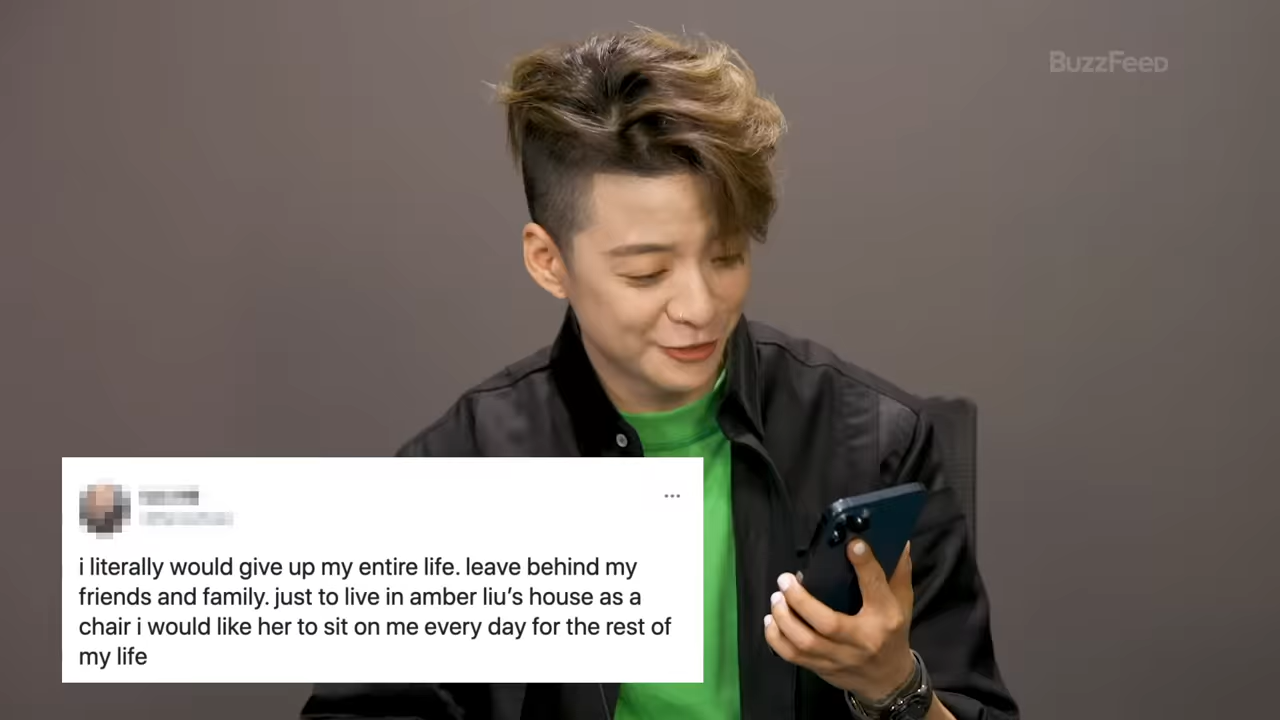 BuzzFeed
...
i literally would give up my entire life. leave behind my
friends and family. just to live in amber liu's house as a
chair i would like her to sit on me every day for the rest of
my life